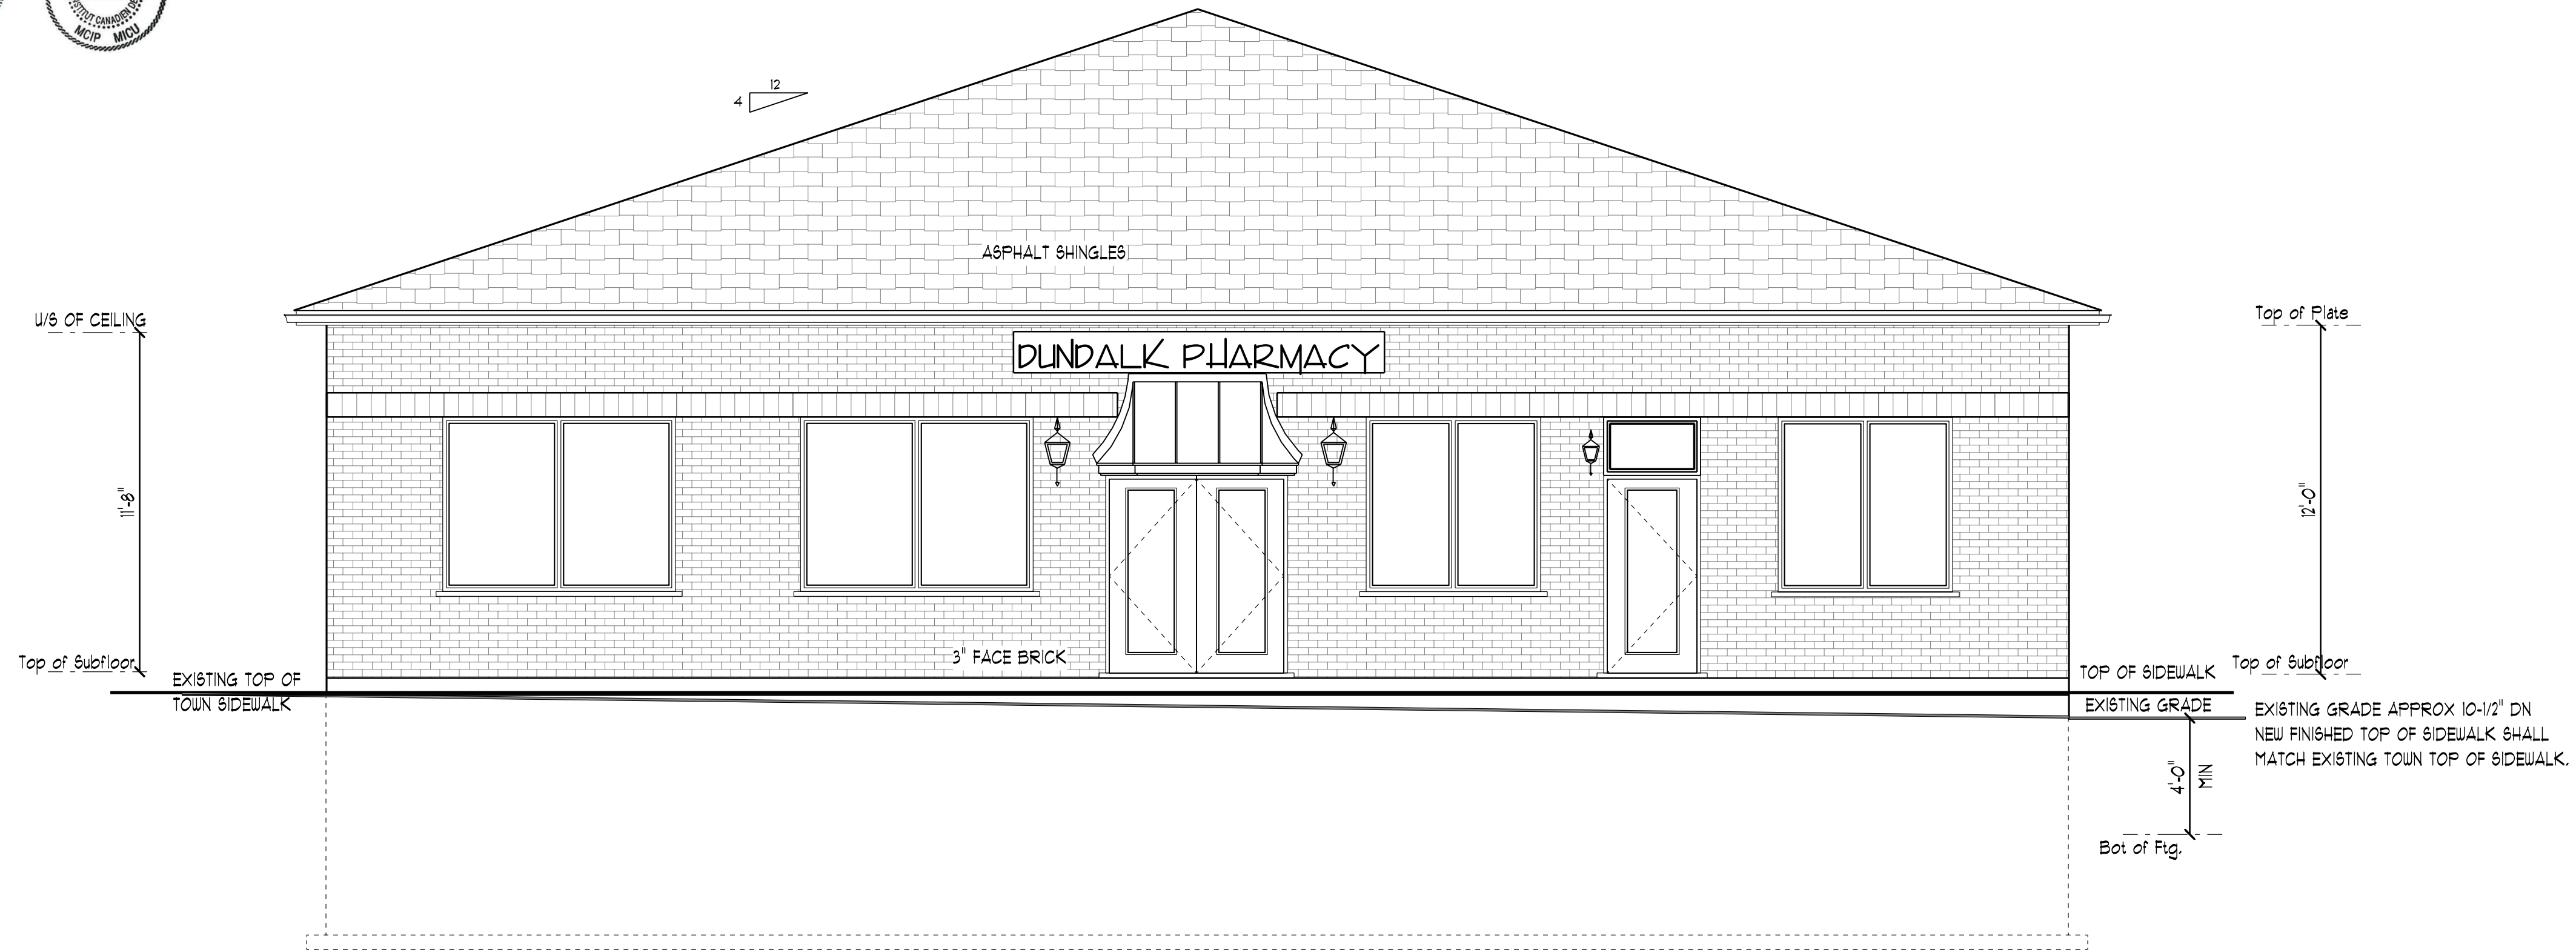 INSTITUT CANADIEN DE
MCIP MICU
12
4
ASPHALT SHINGLES
U/S OF CEILING
Top of Plate
DUNDALK PHARMACY
11'-8"
12'-0"
3" FACE BRICK
Top of Subfloor
Top of Subfloor
EXISTING TOP OF
TOWN SIDEWALK
TOP OF SIDEWALK
EXISTING GRADE
EXISTING GRADE APPROX 10-1/2" DN
NEW FINISHED TOP OF SIDEWALK SHALL
MATCH EXISTING TOWN TOP OF SIDEWALK.
4'-0"
MIN
Bot of Ftg.